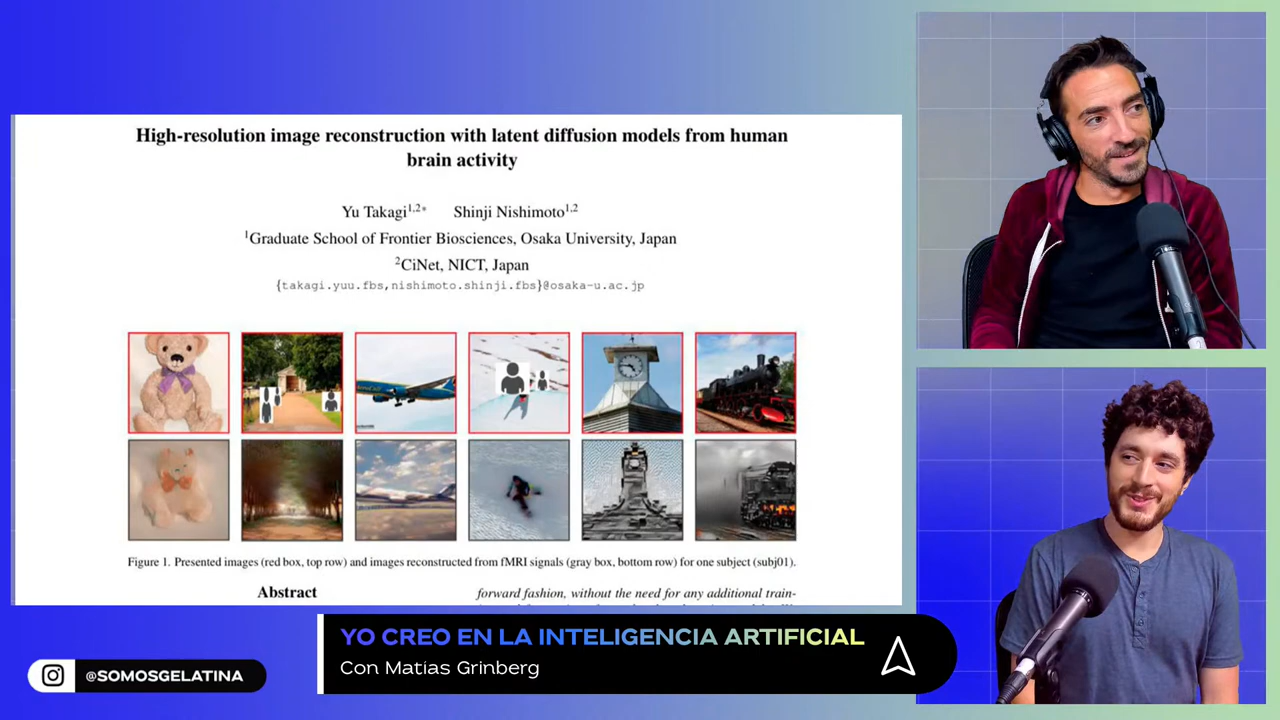 High-resolution image reconstruction with latent diffusion models from human
brain activity
Yu Takagi1,2* Shinji Nishimoto1,2
1Graduate School of Frontier Biosciences, Osaka University, Japan
2CiNet, NICT, Japan
{takagi.yuu.fbs,nishimoto.shinji.fbs}@osaka-u.ac.jp
Figure 1. Presented images (red box, top row) and images reconstructed from fMRI signals (gray box, bottom row) for one subject (subj01).
Abstract
forward fashion, without the need for any additional train-
YO CREO EN LA INTELIGENCIA ARTIFICIAL
Con Matías Grinberg
@SOMOSGELATINA